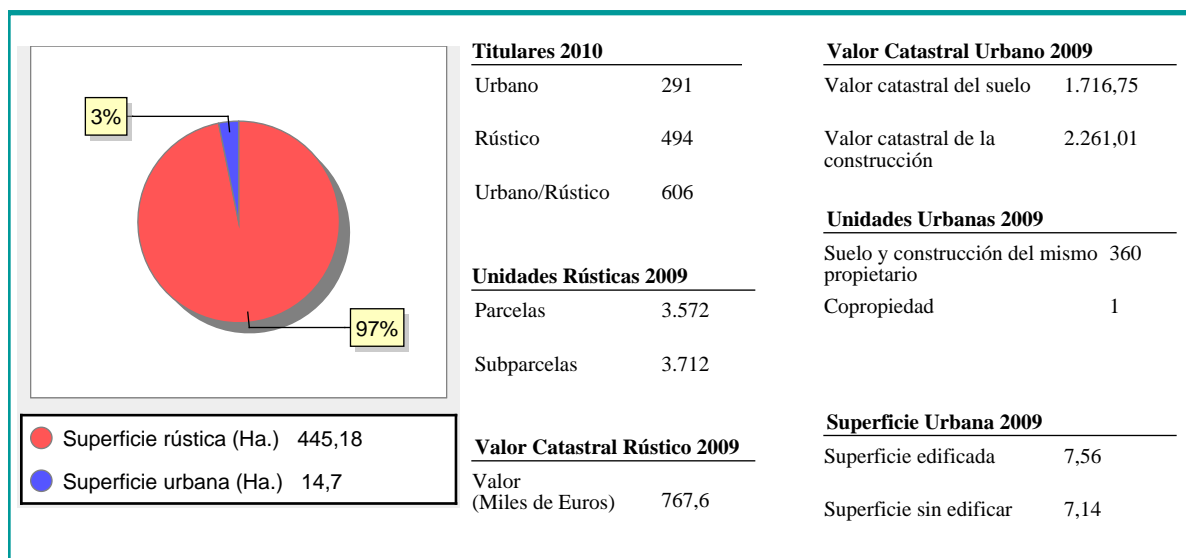 3%
97%
Superficie rústica (Ha.) 445,18
Superficie urbana (Ha.) 14,7
Titulares 2010
Urbano 291
Rústico 494
Urbano/Rústico 606
Unidades Rústicas 2009
Parcelas 3.572
Subparcelas 3.712
Valor Catastral Rústico 2009
Valor
(Miles de Euros) 767,6
Valor Catastral Urbano 2009
Valor catastral del suelo 1.716,75
Valor catastral de la 2.261,01
construcción
Unidades Urbanas 2009
Suelo y construcción del mismo 360
propietario
Copropiedad 1
Superficie Urbana 2009
Superficie edificada 7,56
Superficie sin edificar 7,14